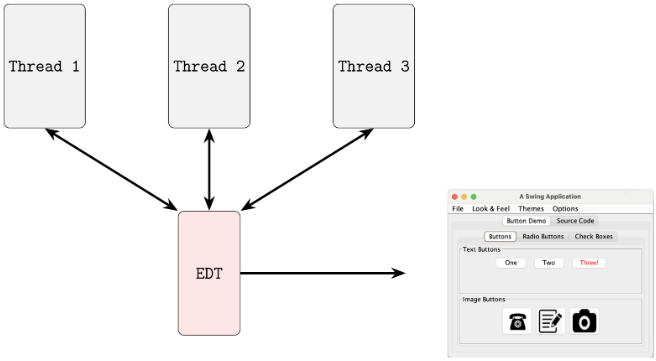 Thread 1
Thread 2
Thread 3
EDT
A Swing Application
File Look & Feel Themes Options
Button Demo Source Code
Buttons Radio Buttons Check Boxes
Text Buttons
One Two Three!
Image Buttons